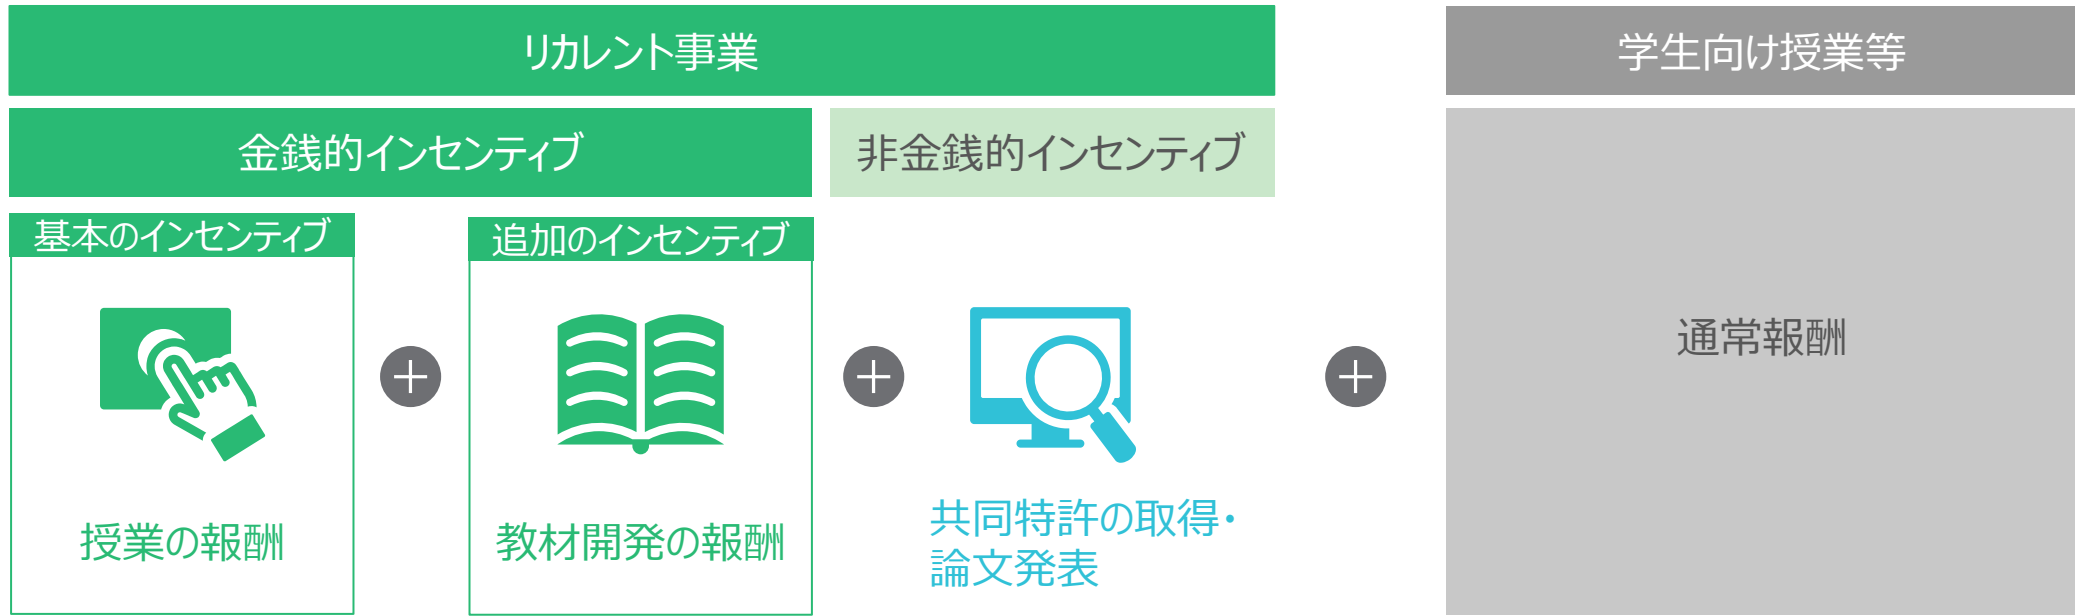 リカレント事業
学生向け授業等
金銭的インセンティブ
非金銭的インセンティブ
基本のインセンティブ
追加のインセンティブ
通常報酬
授業の報酬
教材開発の報酬
共同特許の取得・
論文発表